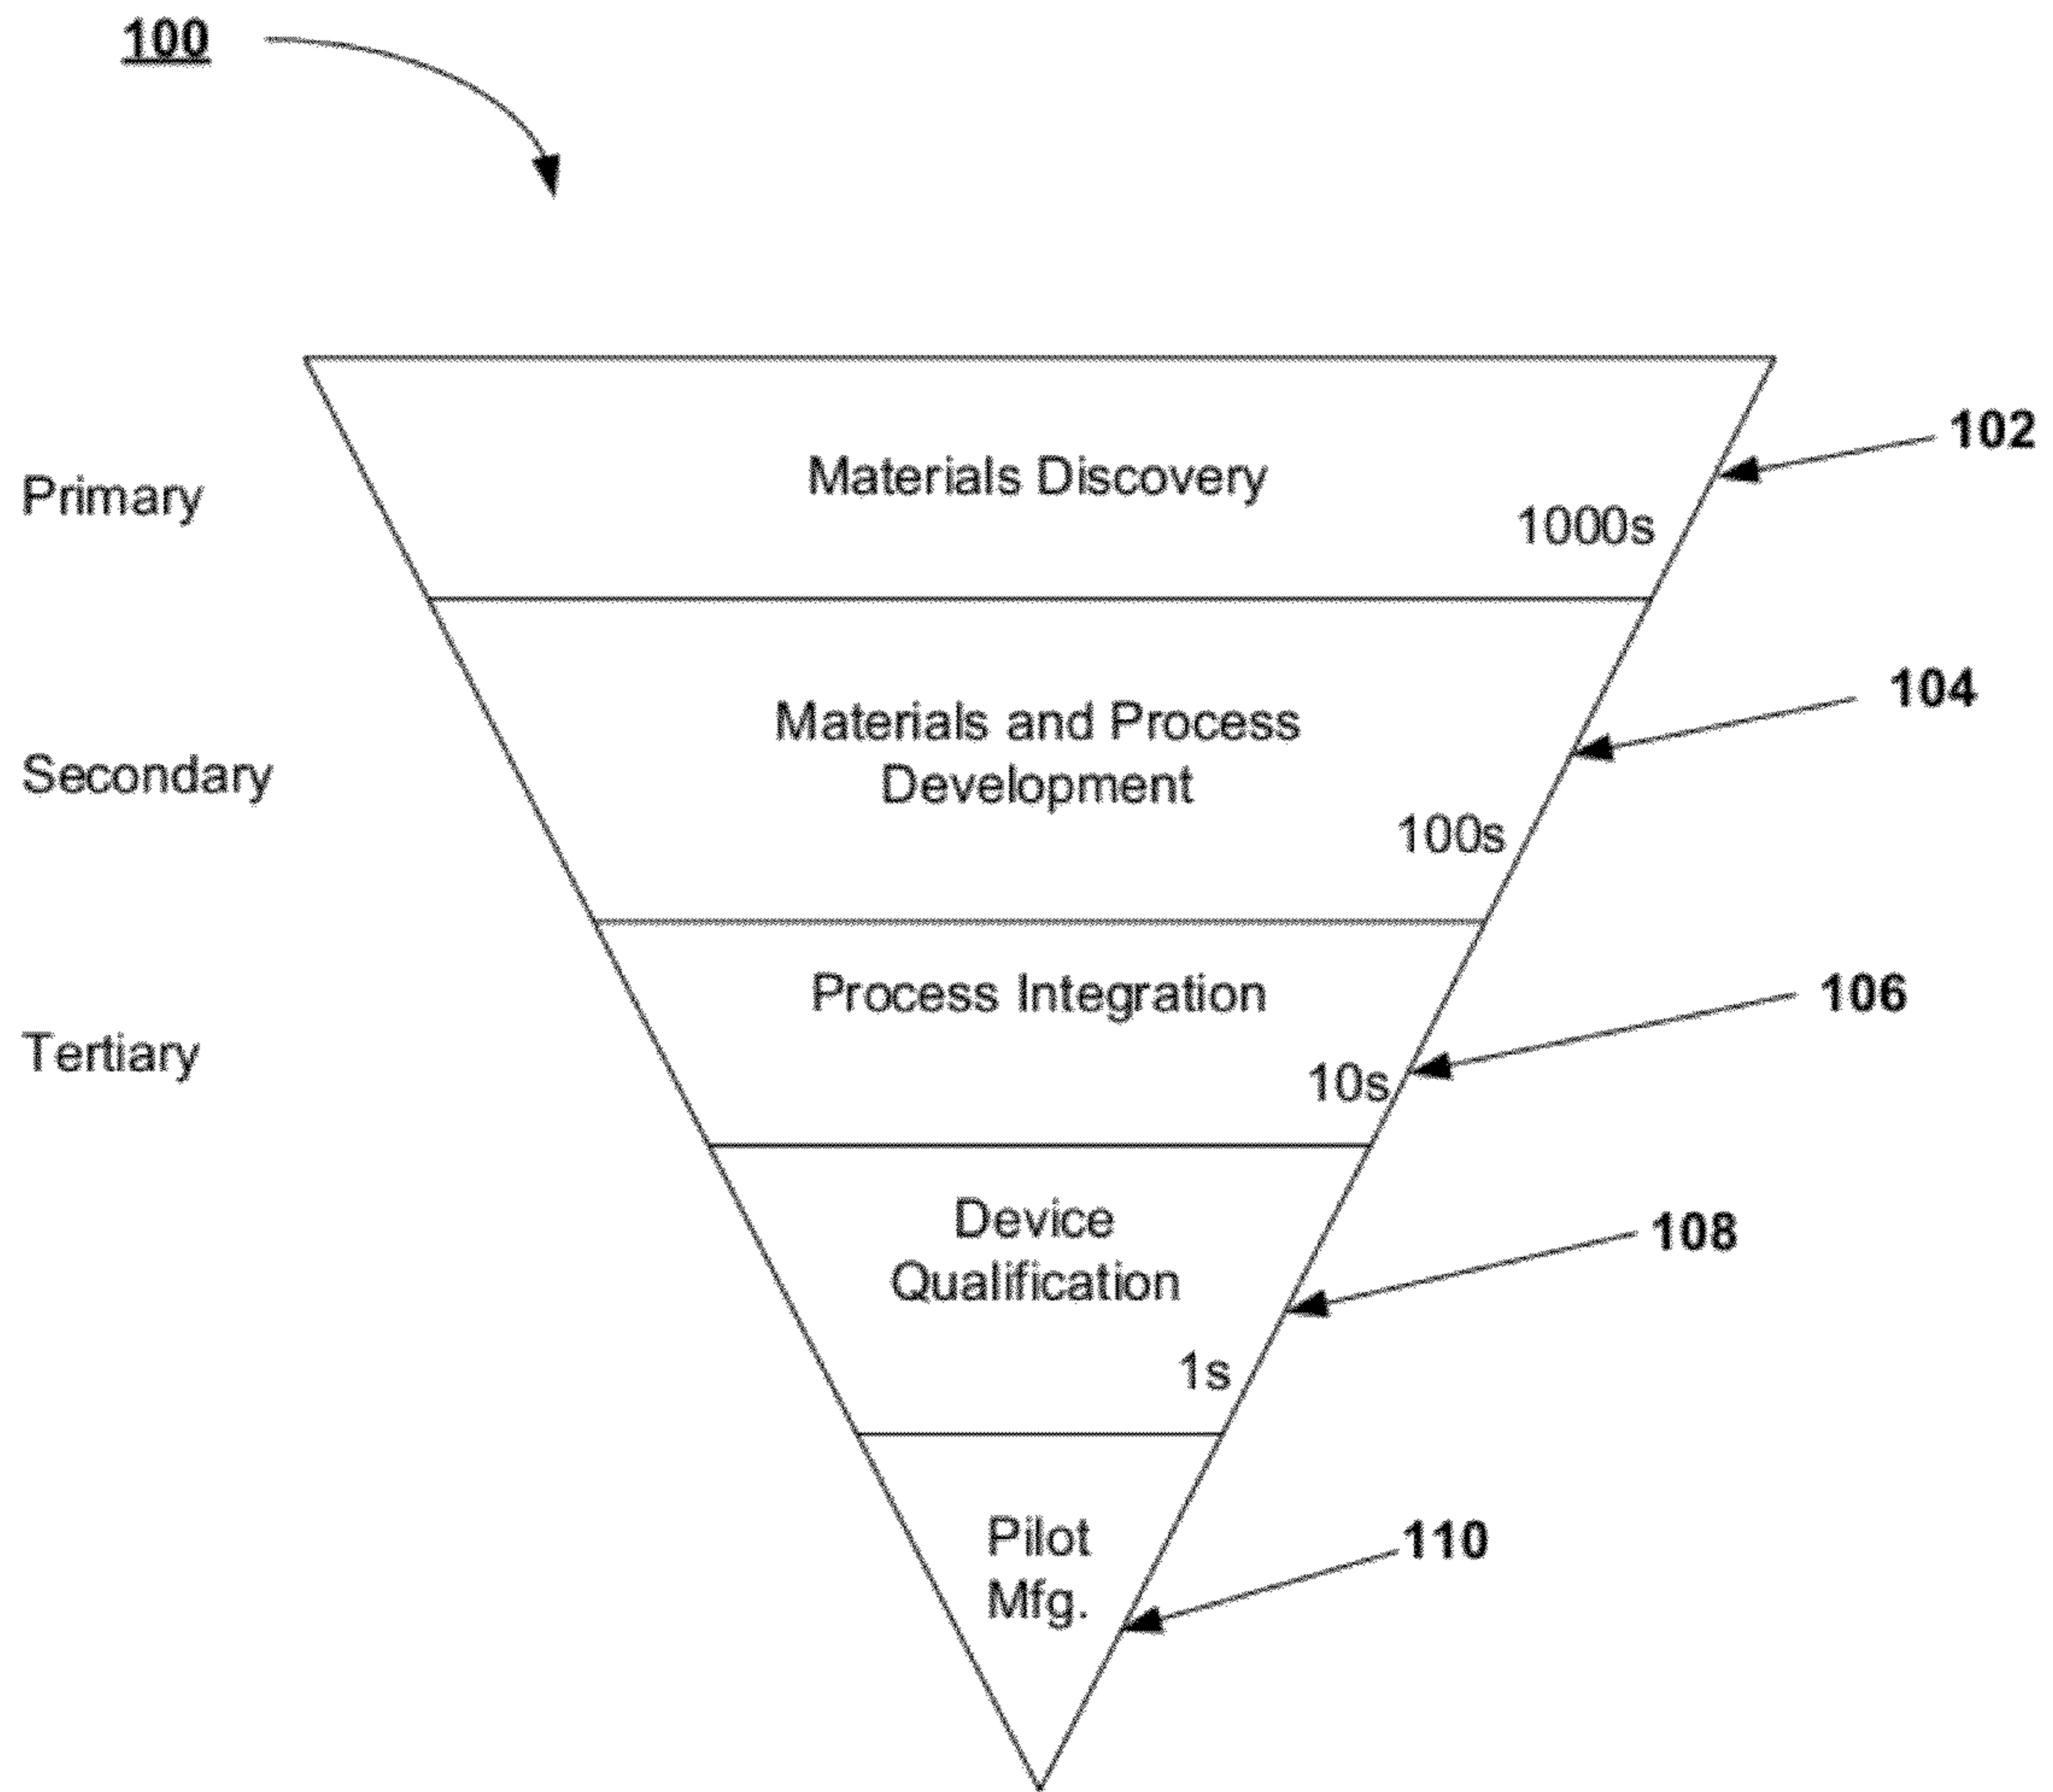 100
102
Materials Discovery
Primary
1000s
104
Materials and Process
Secondary
Development
100s
106
Process Integration
Tertiary
10s
108
Device
Qualification
1s
110
Pilot
Mfg.